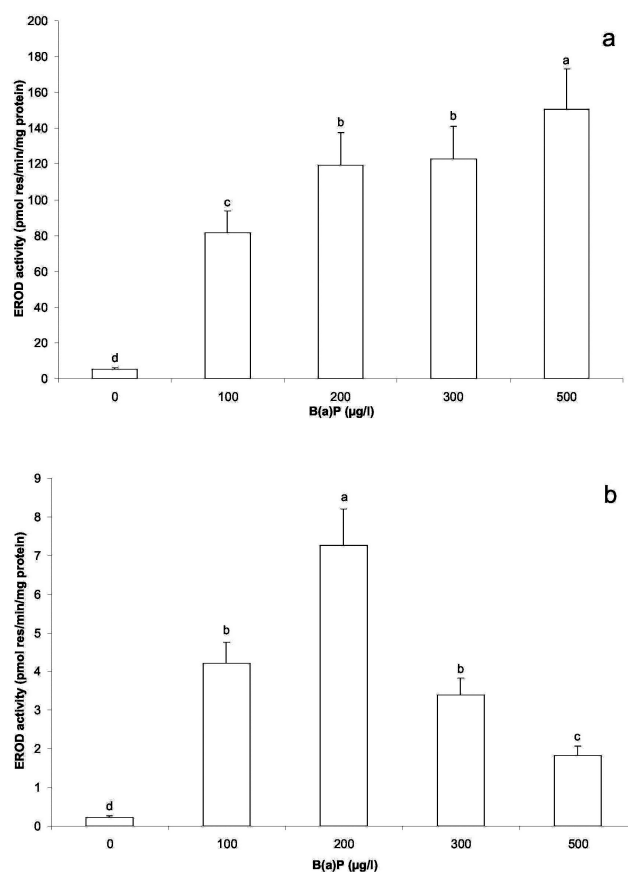 a
EROD activity (pmol res/min/mg protein)
200
180
160
140
120
100
80
60
40
20
0
d
c
b
b
a
0 100 200 300 500
B(a)P (µg/l)
b
EROD activity (pmol res/min/mg protein)
9
8
7
6
5
4
3
2
1
0
d
b
a
b
c
0 100 200 300 500
B(a)P (µg/l)